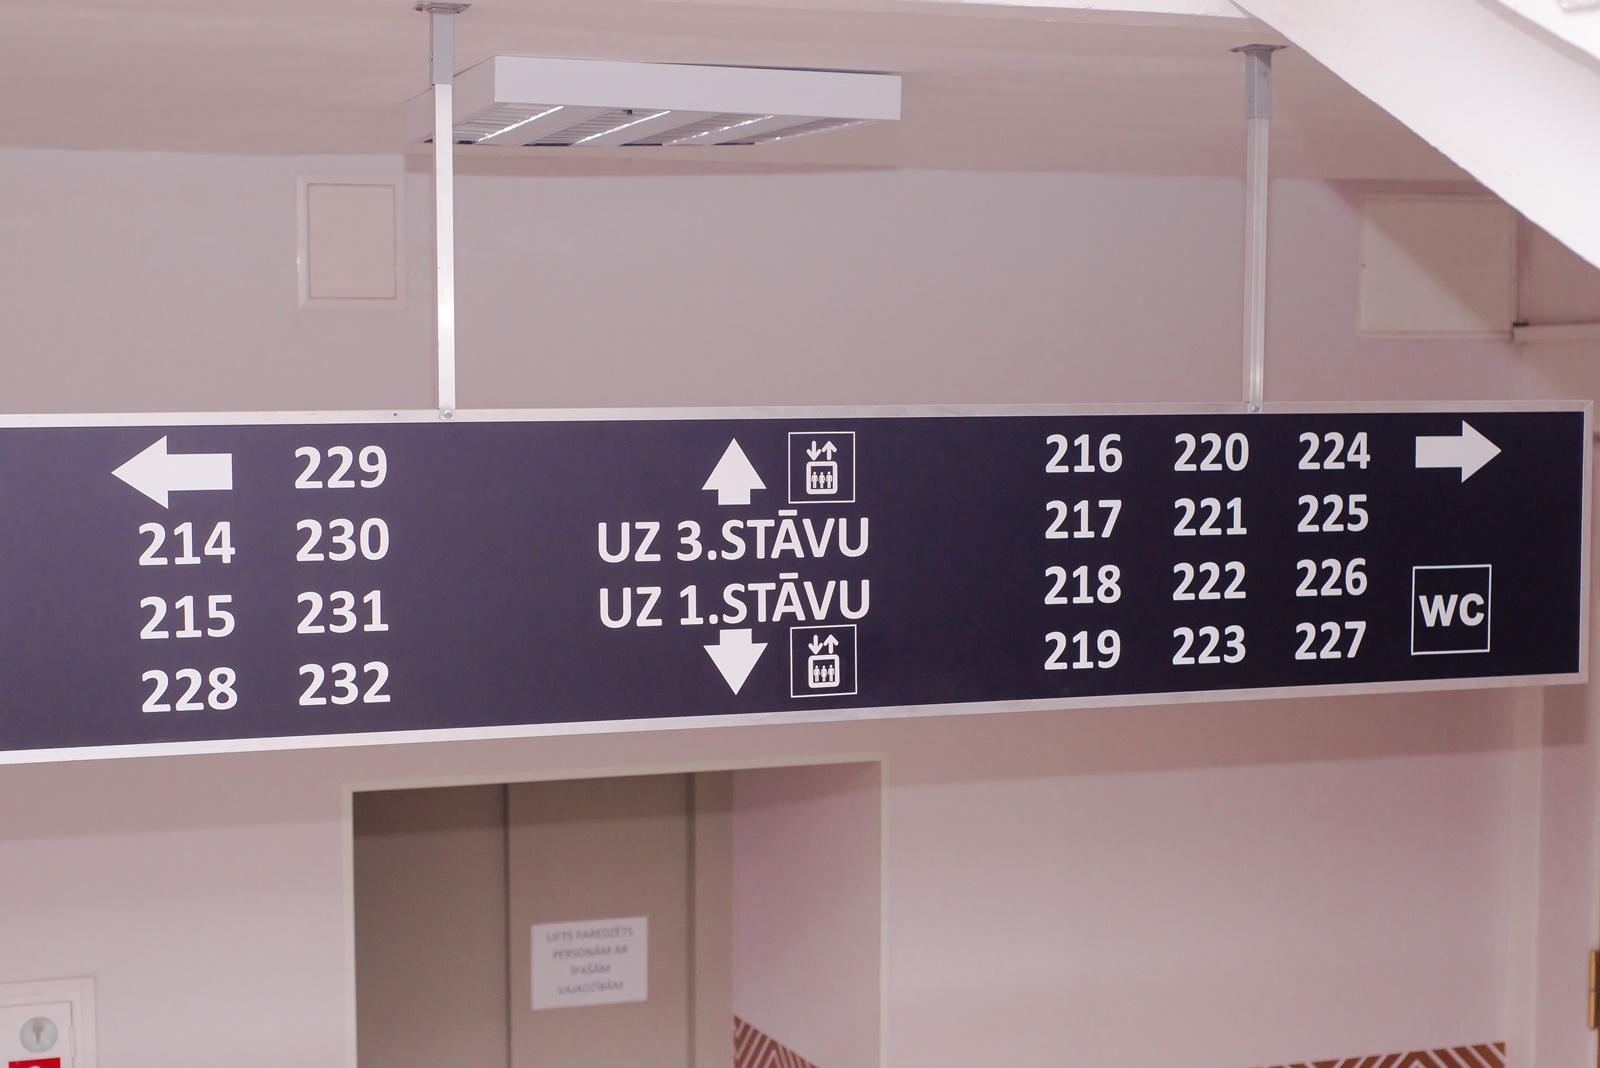 229
214 230
215 231
228 232
UZ 3.STĀVU
UZ 1.STĀVU
216 220 224
217 221 225
218 222 226
219 223 227
WC
LIFTS PAREDZĒTS
PERSONĀM AR
ĪPAŠĀM
VAJADZĪBĀM